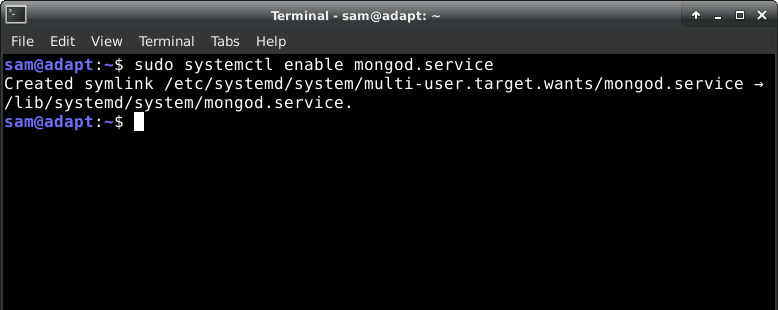 Terminal - sam@adapt: ~
File Edit View Terminal Tabs Help
sam@adapt:~$ sudo systemctl enable mongod.service
Created symlink /etc/systemd/system/multi-user.target.wants/mongod.service →
/lib/systemd/system/mongod.service.
sam@adapt:~$